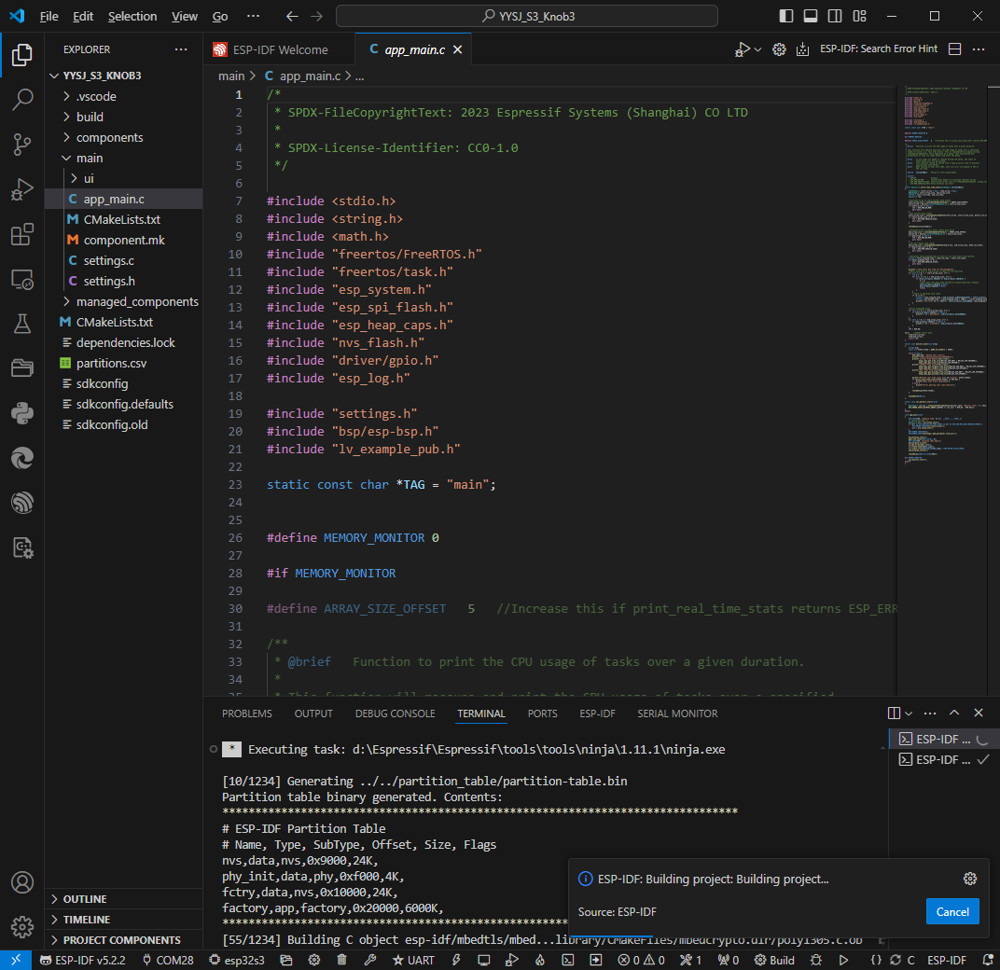 File Edit Selection View Go ··· YYSJ_S3_Knob3
EXPLORER ···
YYSJ_S3_KNOB3
.vscode
build
components
main
ui
C app_main.c
M CMakeLists.txt
M component.mk
C settings.c
C settings.h
managed_components
M CMakeLists.txt
dependencies.lock
partitions.csv
sdkconfig
sdkconfig.defaults
sdkconfig.old
OUTLINE
TIMELINE
PROJECT COMPONENTS
ESP-IDF Welcome C app_main.c ESP-IDF: Search Error Hint ···
main > C app_main.c > ...
1 /*
2 * SPDX-FileCopyrightText: 2023 Espressif Systems (Shanghai) CO LTD
3 *
4 * SPDX-License-Identifier: CC0-1.0
5 */
6
7 #include <stdio.h>
8 #include <string.h>
9 #include <math.h>
10 #include "freertos/FreeRTOS.h"
11 #include "freertos/task.h"
12 #include "esp_system.h"
13 #include "esp_spi_flash.h"
14 #include "esp_heap_caps.h"
15 #include "nvs_flash.h"
16 #include "driver/gpio.h"
17 #include "esp_log.h"
18
19 #include "settings.h"
20 #include "bsp/esp-bsp.h"
21 #include "lv_example_pub.h"
22
23 static const char *TAG = "main";
24
25
26 #define MEMORY_MONITOR 0
27
28 #if MEMORY_MONITOR
29
30 #define ARRAY_SIZE_OFFSET 5 //Increase this if print_real_time_stats returns ESP_ERR
31
32 /**
33 * @brief Function to print the CPU usage of tasks over a given duration.
34 *
35 * This function will measure and print the CPU usage of tasks over a specified
PROBLEMS OUTPUT DEBUG CONSOLE TERMINAL PORTS ESP-IDF SERIAL MONITOR ···
* Executing task: d:\Espressif\Espressif\tools\tools\ninja\1.11.1\ninja.exe
[10/1234] Generating ../../partition_table/partition-table.bin
Partition table binary generated. Contents:
*******************************************************************************
# ESP-IDF Partition Table
# Name, Type, SubType, Offset, Size, Flags
nvs,data,nvs,0x9000,24K,
phy_init,data,phy,0xf000,4K,
fctry,data,nvs,0x10000,24K,
factory,app,factory,0x20000,6000K,
*****************************************************
[55/1234] Building C object esp-idf/mbedtls/mbed...library/CMakeFiles/mbedcrypto.dir/poly1305.c.ob
ESP-IDF ...
ESP-IDF ...
ESP-IDF: Building project: Building project...
Source: ESP-IDF
Cancel
ESP-IDF v5.2.2 COM28 esp32s3 UART 0 0 1 0 Build {} C ESP-IDF